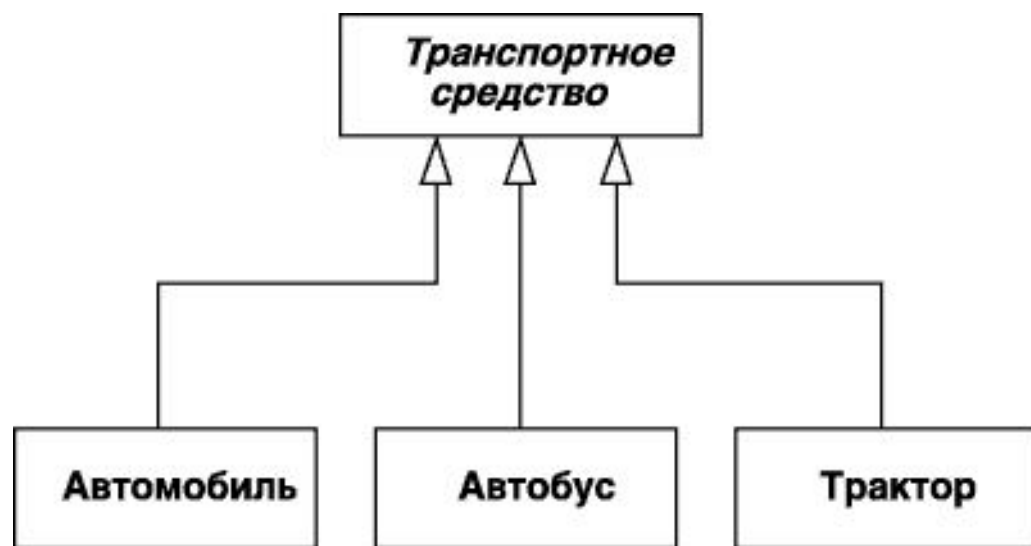 Транспортное
средство
Автомобиль
Автобус
Трактор